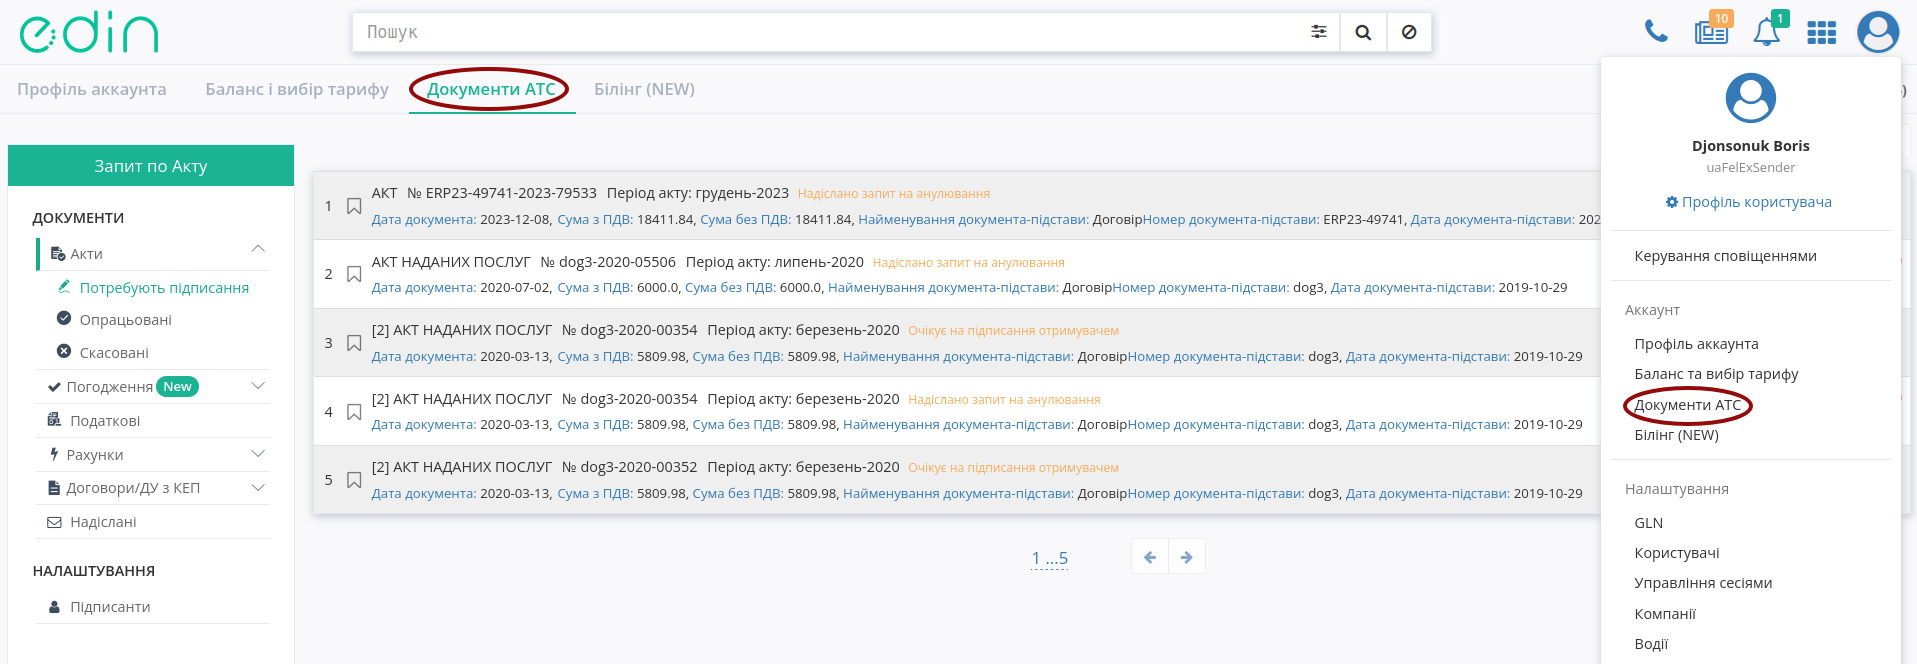 edin
Пошук
10
1
Профіль аккаунта
Баланс і вибір тарифу
Документи АТС
Білінг (NEW)
Запит по Акту
ДОКУМЕНТИ
Акти
Потребують підписання
Опрацьовані
Скасовані
Погодження New
Податкові
Рахунки
Договори/ДУ з КЕП
Надіслані
НАЛАШТУВАННЯ
Підписанти
1
АКТ № ERP23-49741-2023-79533 Період акту: грудень-2023 Надіслано запит на анулювання
Дата документа: 2023-12-08, Сума з ПДВ: 18411.84, Сума без ПДВ: 18411.84, Найменування документа-підстави: ДоговірНомер документа-підстави: ERP23-49741, Дата документа-підстави: 202
2
АКТ НАДАНИХ ПОСЛУГ № dog3-2020-05506 Період акту: липень-2020 Надіслано запит на анулювання
Дата документа: 2020-07-02, Сума з ПДВ: 6000.0, Сума без ПДВ: 6000.0, Найменування документа-підстави: ДоговірНомер документа-підстави: dog3, Дата документа-підстави: 2019-10-29
3
[2] АКТ НАДАНИХ ПОСЛУГ № dog3-2020-00354 Період акту: березень-2020 Очікує на підписання отримувачем
Дата документа: 2020-03-13, Сума з ПДВ: 5809.98, Сума без ПДВ: 5809.98, Найменування документа-підстави: ДоговірНомер документа-підстави: dog3, Дата документа-підстави: 2019-10-29
4
[2] АКТ НАДАНИХ ПОСЛУГ № dog3-2020-00354 Період акту: березень-2020 Надіслано запит на анулювання
Дата документа: 2020-03-13, Сума з ПДВ: 5809.98, Сума без ПДВ: 5809.98, Найменування документа-підстави: ДоговірНомер документа-підстави: dog3, Дата документа-підстави: 2019-10-29
5
[2] АКТ НАДАНИХ ПОСЛУГ № dog3-2020-00352 Період акту: березень-2020 Очікує на підписання отримувачем
Дата документа: 2020-03-13, Сума з ПДВ: 5809.98, Сума без ПДВ: 5809.98, Найменування документа-підстави: ДоговірНомер документа-підстави: dog3, Дата документа-підстави: 2019-10-29
1 ...5
Djonsonuk Boris
uaFelExSender
Профіль користувача
Керування сповіщеннями
Аккаунт
Профіль аккаунта
Баланс та вибір тарифу
Документи АТС
Білінг (NEW)
Налаштування
GLN
Користувачі
Управління сесіями
Компанії
Водії